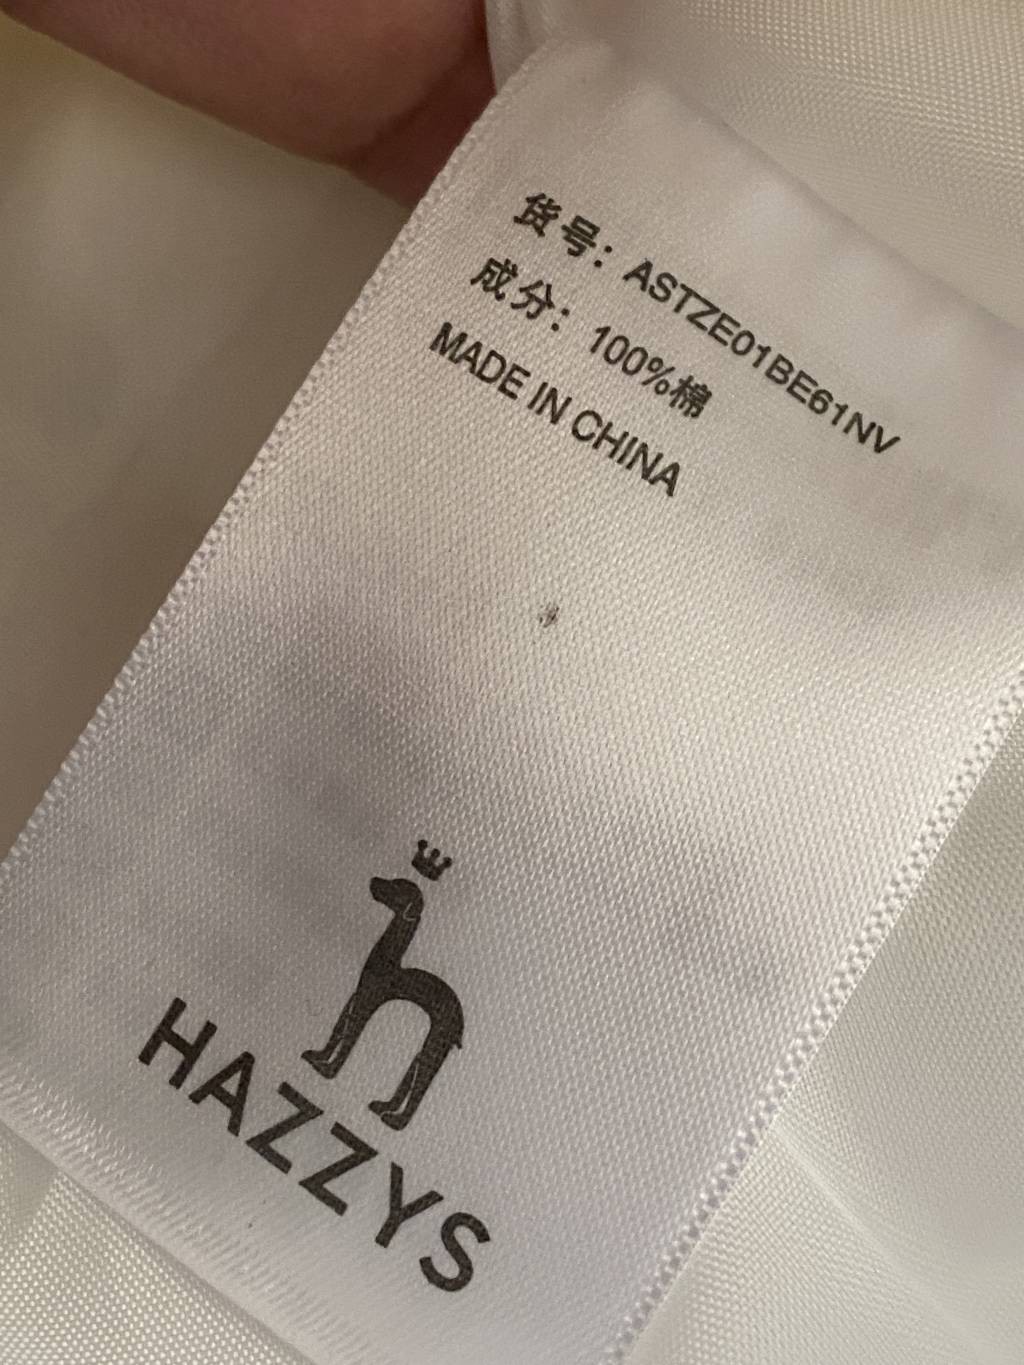 货号：ASTZE01BE61NV
成分：100%棉
MADE IN CHINA
HAZZYS